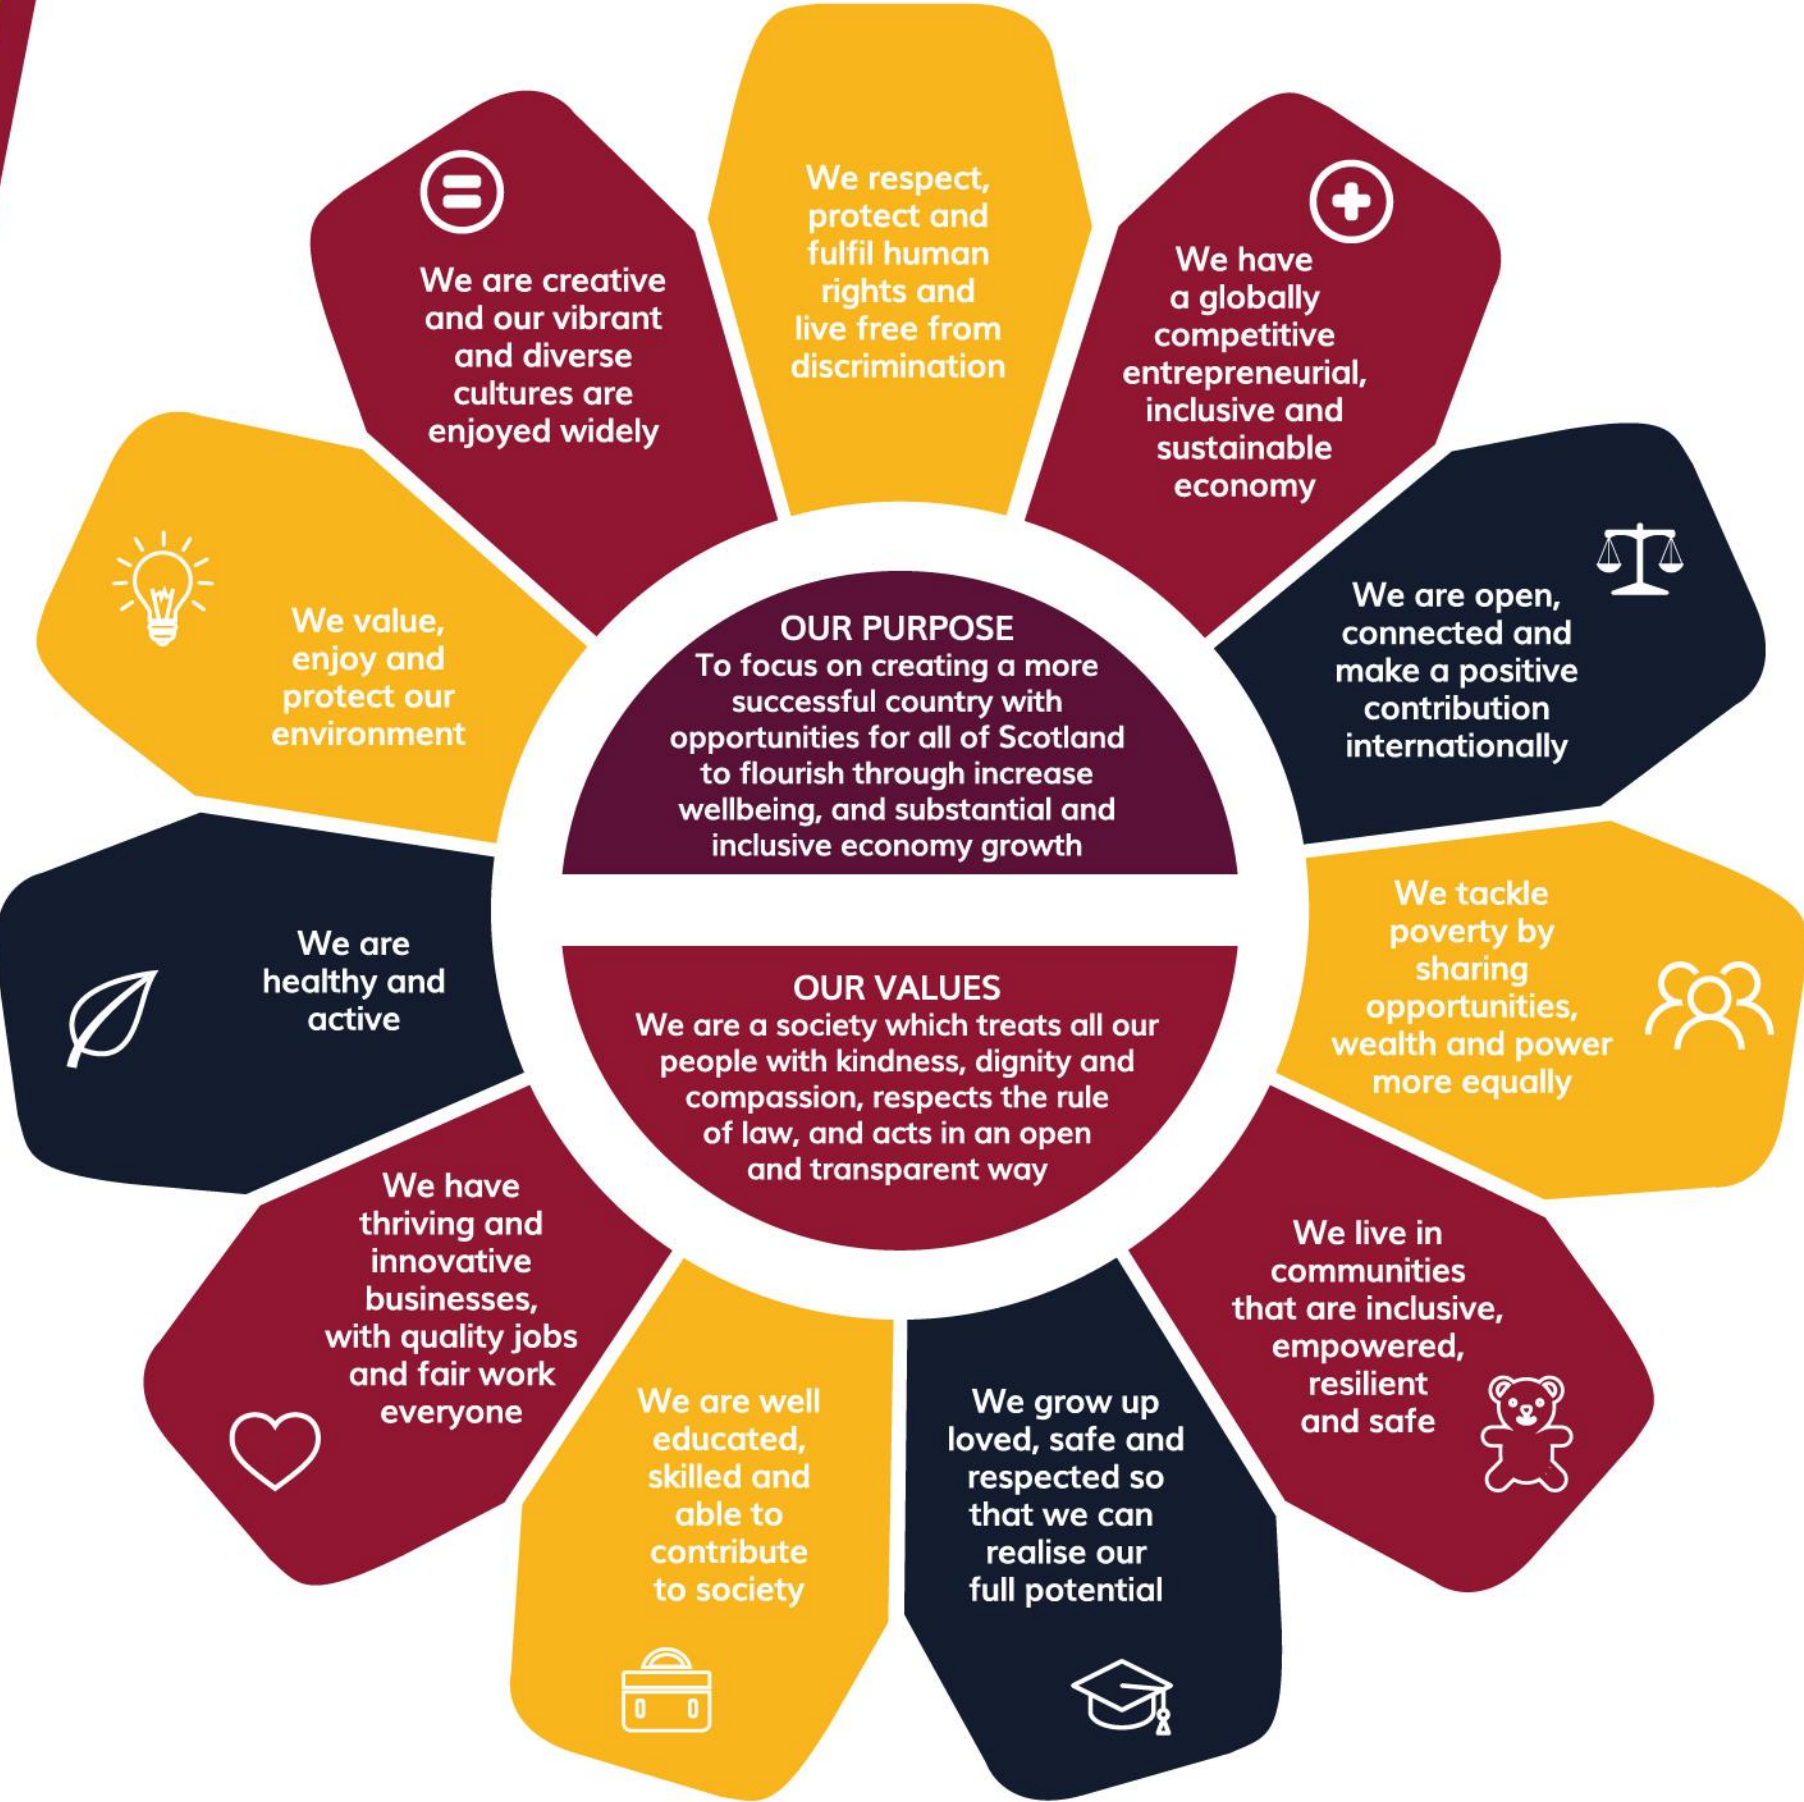 We respect,
protect and
fulfil human
rights and
live free from
discrimination
We have
a globally
competitive
entrepreneurial,
inclusive and
sustainable
economy
We are open,
connected and
make a positive
contribution
internationally
We tackle
poverty by
sharing
opportunities,
wealth and power
more equally
We live in
communities
that are inclusive,
empowered,
resilient
and safe
We grow up
loved, safe and
respected so
that we can
realise our
full potential
We are well
educated,
skilled and
able to
contribute
to society
We have
thriving and
innovative
businesses,
with quality jobs
and fair work
everyone
We are
healthy and
active
We value,
enjoy and
protect our
environment
We are creative
and our vibrant
and diverse
cultures are
enjoyed widely
OUR PURPOSE
To focus on creating a more
successful country with
opportunities for all of Scotland
to flourish through increase
wellbeing, and substantial and
inclusive economy growth
OUR VALUES
We are a society which treats all our
people with kindness, dignity and
compassion, respects the rule
of law, and acts in an open
and transparent way